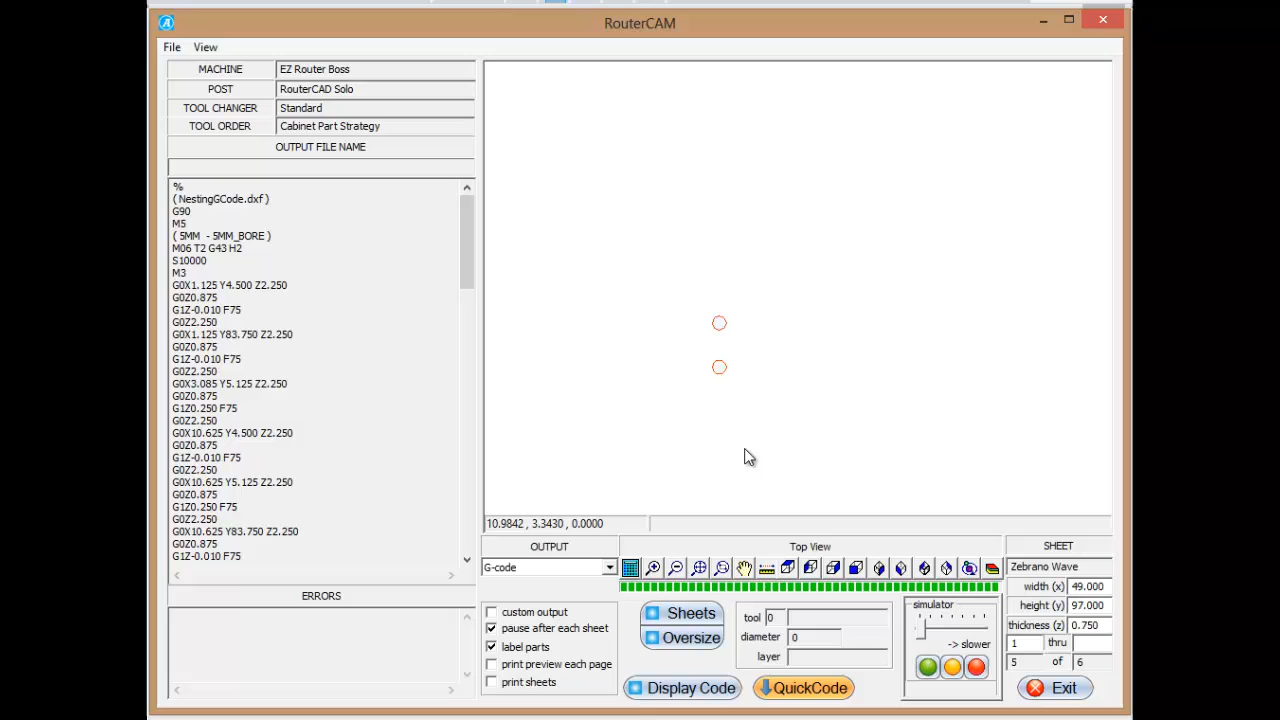 RouterCAM
File View
MACHINE EZ Router Boss
POST RouterCAD Solo
TOOL CHANGER Standard
TOOL ORDER Cabinet Part Strategy
OUTPUT FILE NAME
%
( NestingGCode.dxf )
G90
M5
( 5MM - 5MM_BORE )
M06 T2 G43 H2
S10000
M3
G0X1.125 Y4.500 Z2.250
G0Z0.875
G1Z-0.010 F75
G0Z2.250
G0X1.125 Y83.750 Z2.250
G0Z0.875
G1Z-0.010 F75
G0Z2.250
G0X3.085 Y5.125 Z2.250
G0Z0.875
G1Z0.250 F75
G0Z2.250
G0X10.625 Y4.500 Z2.250
G0Z0.875
G1Z-0.010 F75
G0Z2.250
G0X10.625 Y5.125 Z2.250
G0Z0.875
G1Z0.250 F75
G0Z2.250
G0X10.625 Y83.750 Z2.250
G0Z0.875
G1Z-0.010 F75
ERRORS
10.9842 , 3.3430 , 0.0000
OUTPUT
G-code
Top View
custom output
pause after each sheet
label parts
print preview each page
print sheets
Sheets
Oversize
Display Code
tool 0
diameter 0
layer
QuickCode
simulator
-> slower
SHEET
Zebrano Wave
width (x) 49.000
height (y) 97.000
thickness (z) 0.750
1 thru
5 of 6
Exit